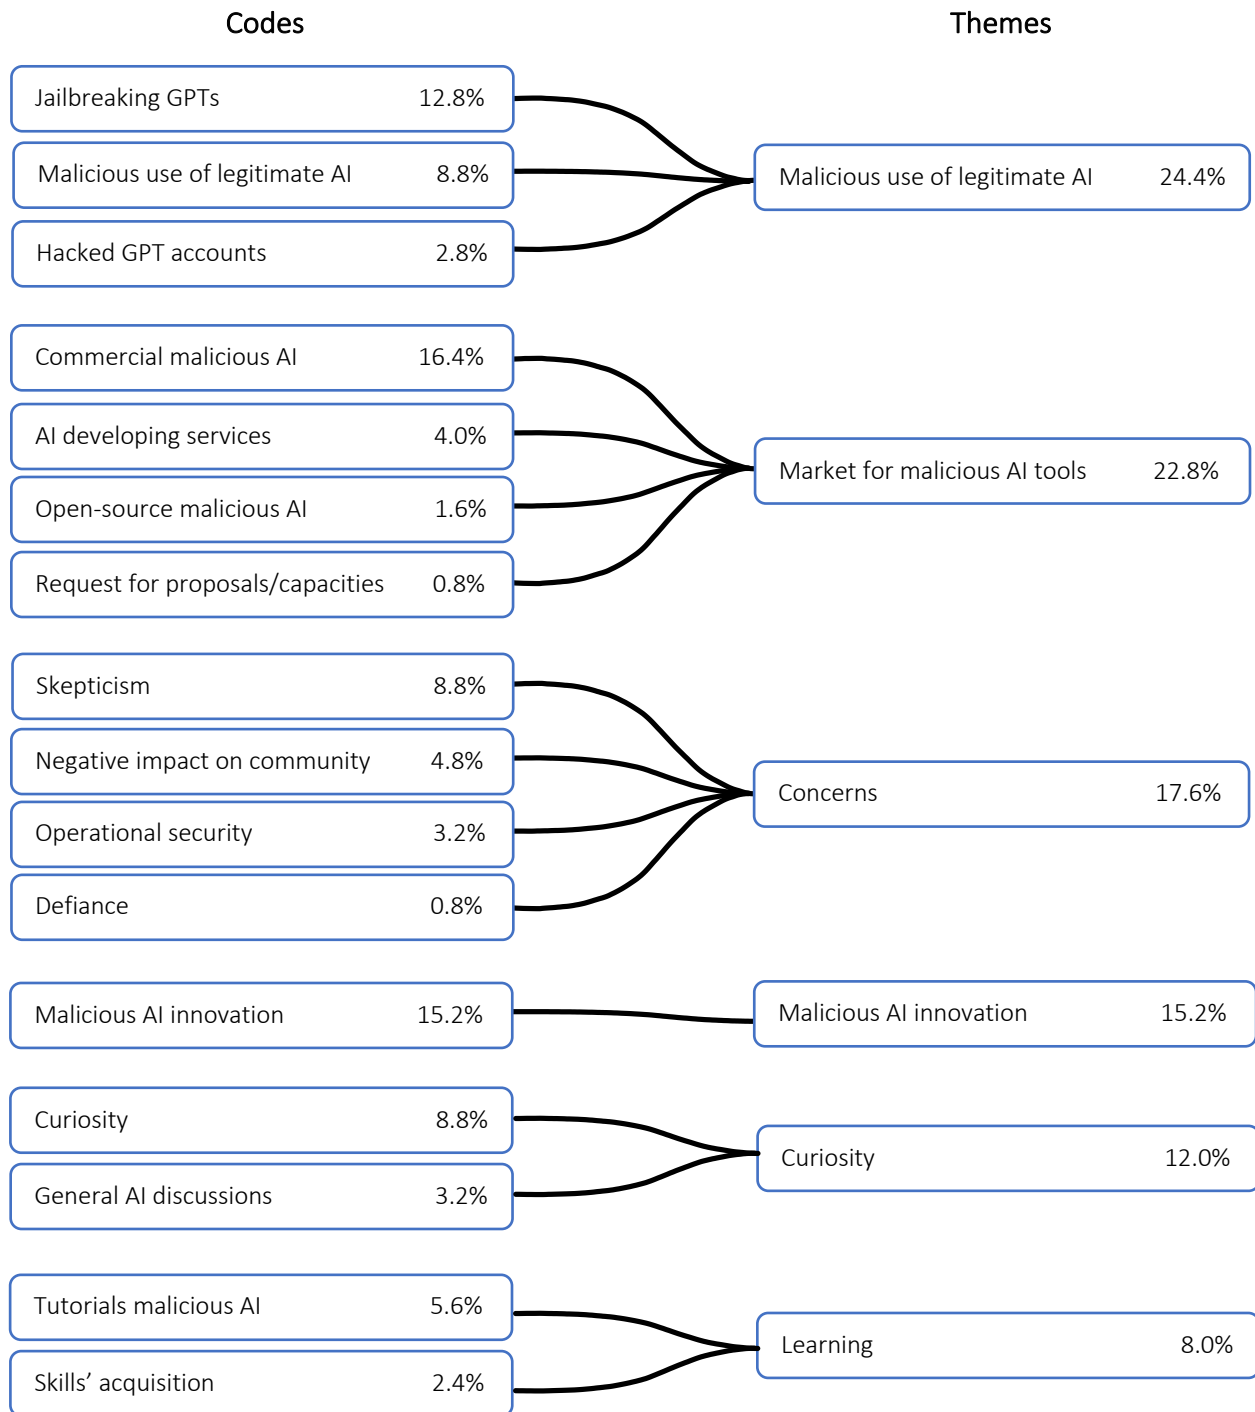 Codes Themes
Jailbreaking GPTs 12.8%
Malicious use of legitimate AI 8.8%
Malicious use of legitimate AI 24.4%
Hacked GPT accounts 2.8%
Commercial malicious AI 16.4%
AI developing services 4.0%
Market for malicious AI tools 22.8%
Open-source malicious AI 1.6%
Request for proposals/capacities 0.8%
Skepticism 8.8%
Negative impact on community 4.8%
Concerns 17.6%
Operational security 3.2%
Defiance 0.8%
Malicious AI innovation 15.2%
Malicious AI innovation 15.2%
Curiosity 8.8%
Curiosity 12.0%
General AI discussions 3.2%
Tutorials malicious AI 5.6%
Learning 8.0%
Skills’ acquisition 2.4%